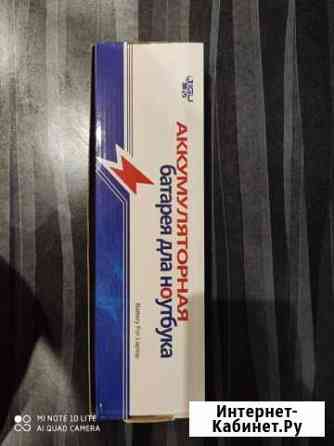 АККУМУЛЯТОРНАЯ
батарея для ноутбука
Battery For Laptop
MI NOTE 10 LITE
AI QUAD CAMERA
Интернет-
Кабинет.Ру